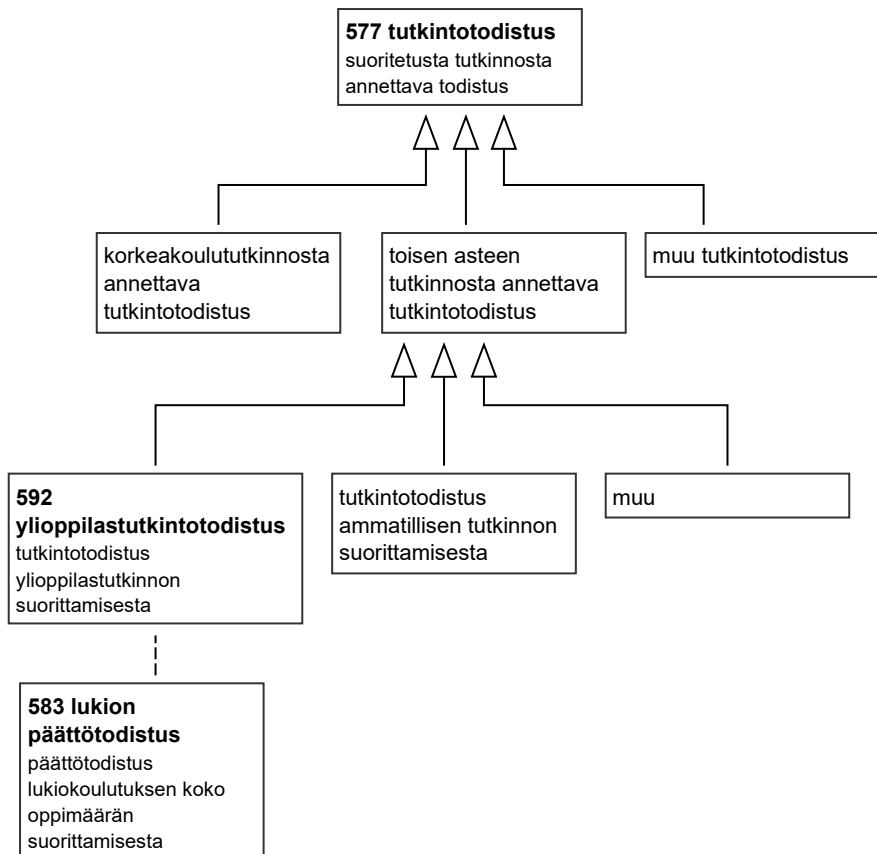 577 tutkintotodistus
suoritetusta tutkinnosta
annettava todistus
korkeakoulututkinnosta
annettava
tutkintotodistus
toisen asteen
tutkinnosta annettava
tutkintotodistus
muu tutkintotodistus
592
ylioppilastutkintotodistus
tutkintotodistus
ylioppilastutkinnon
suorittamisesta
tutkintotodistus
ammatillisen tutkinnon
suorittamisesta
muu
583 lukion
päättötodistus
päättötodistus
lukiokoulutuksen koko
oppimäärän
suorittamisesta